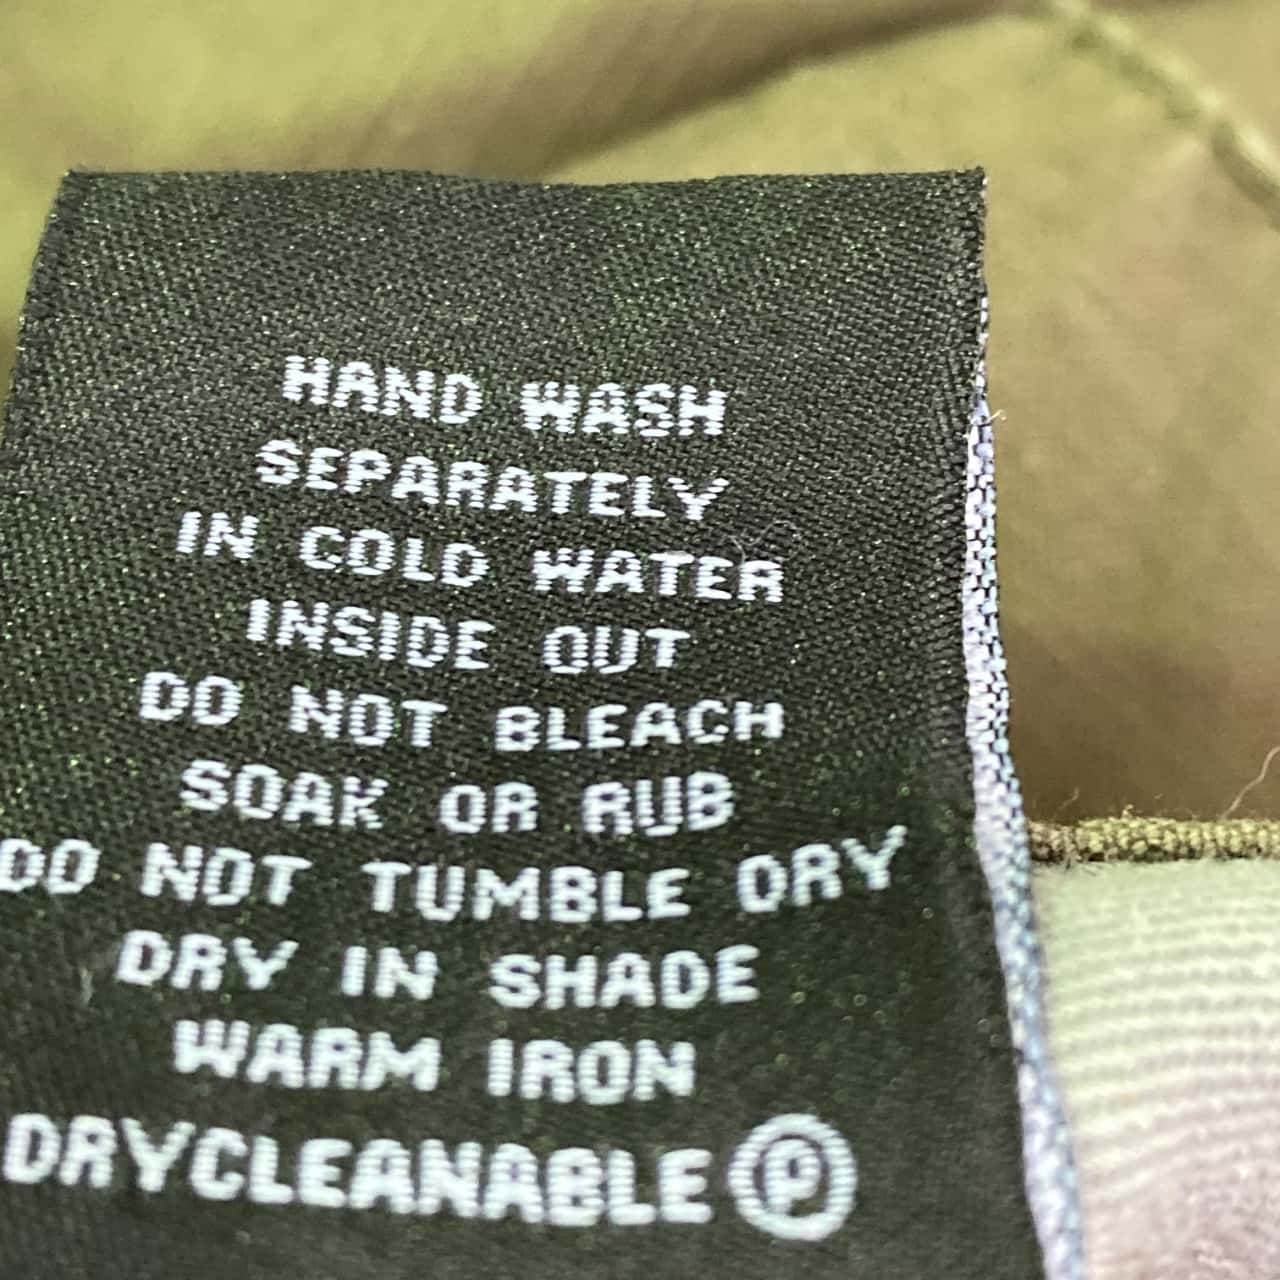 HAND WASH
SEPARATELY
IN COLD WATER
INSIDE OUT
DO NOT BLEACH
SOAK OR RUB
DO NOT TUMBLE DRY
DRY IN SHADE
WARM IRON
DRYCLEANABLE Ⓟ